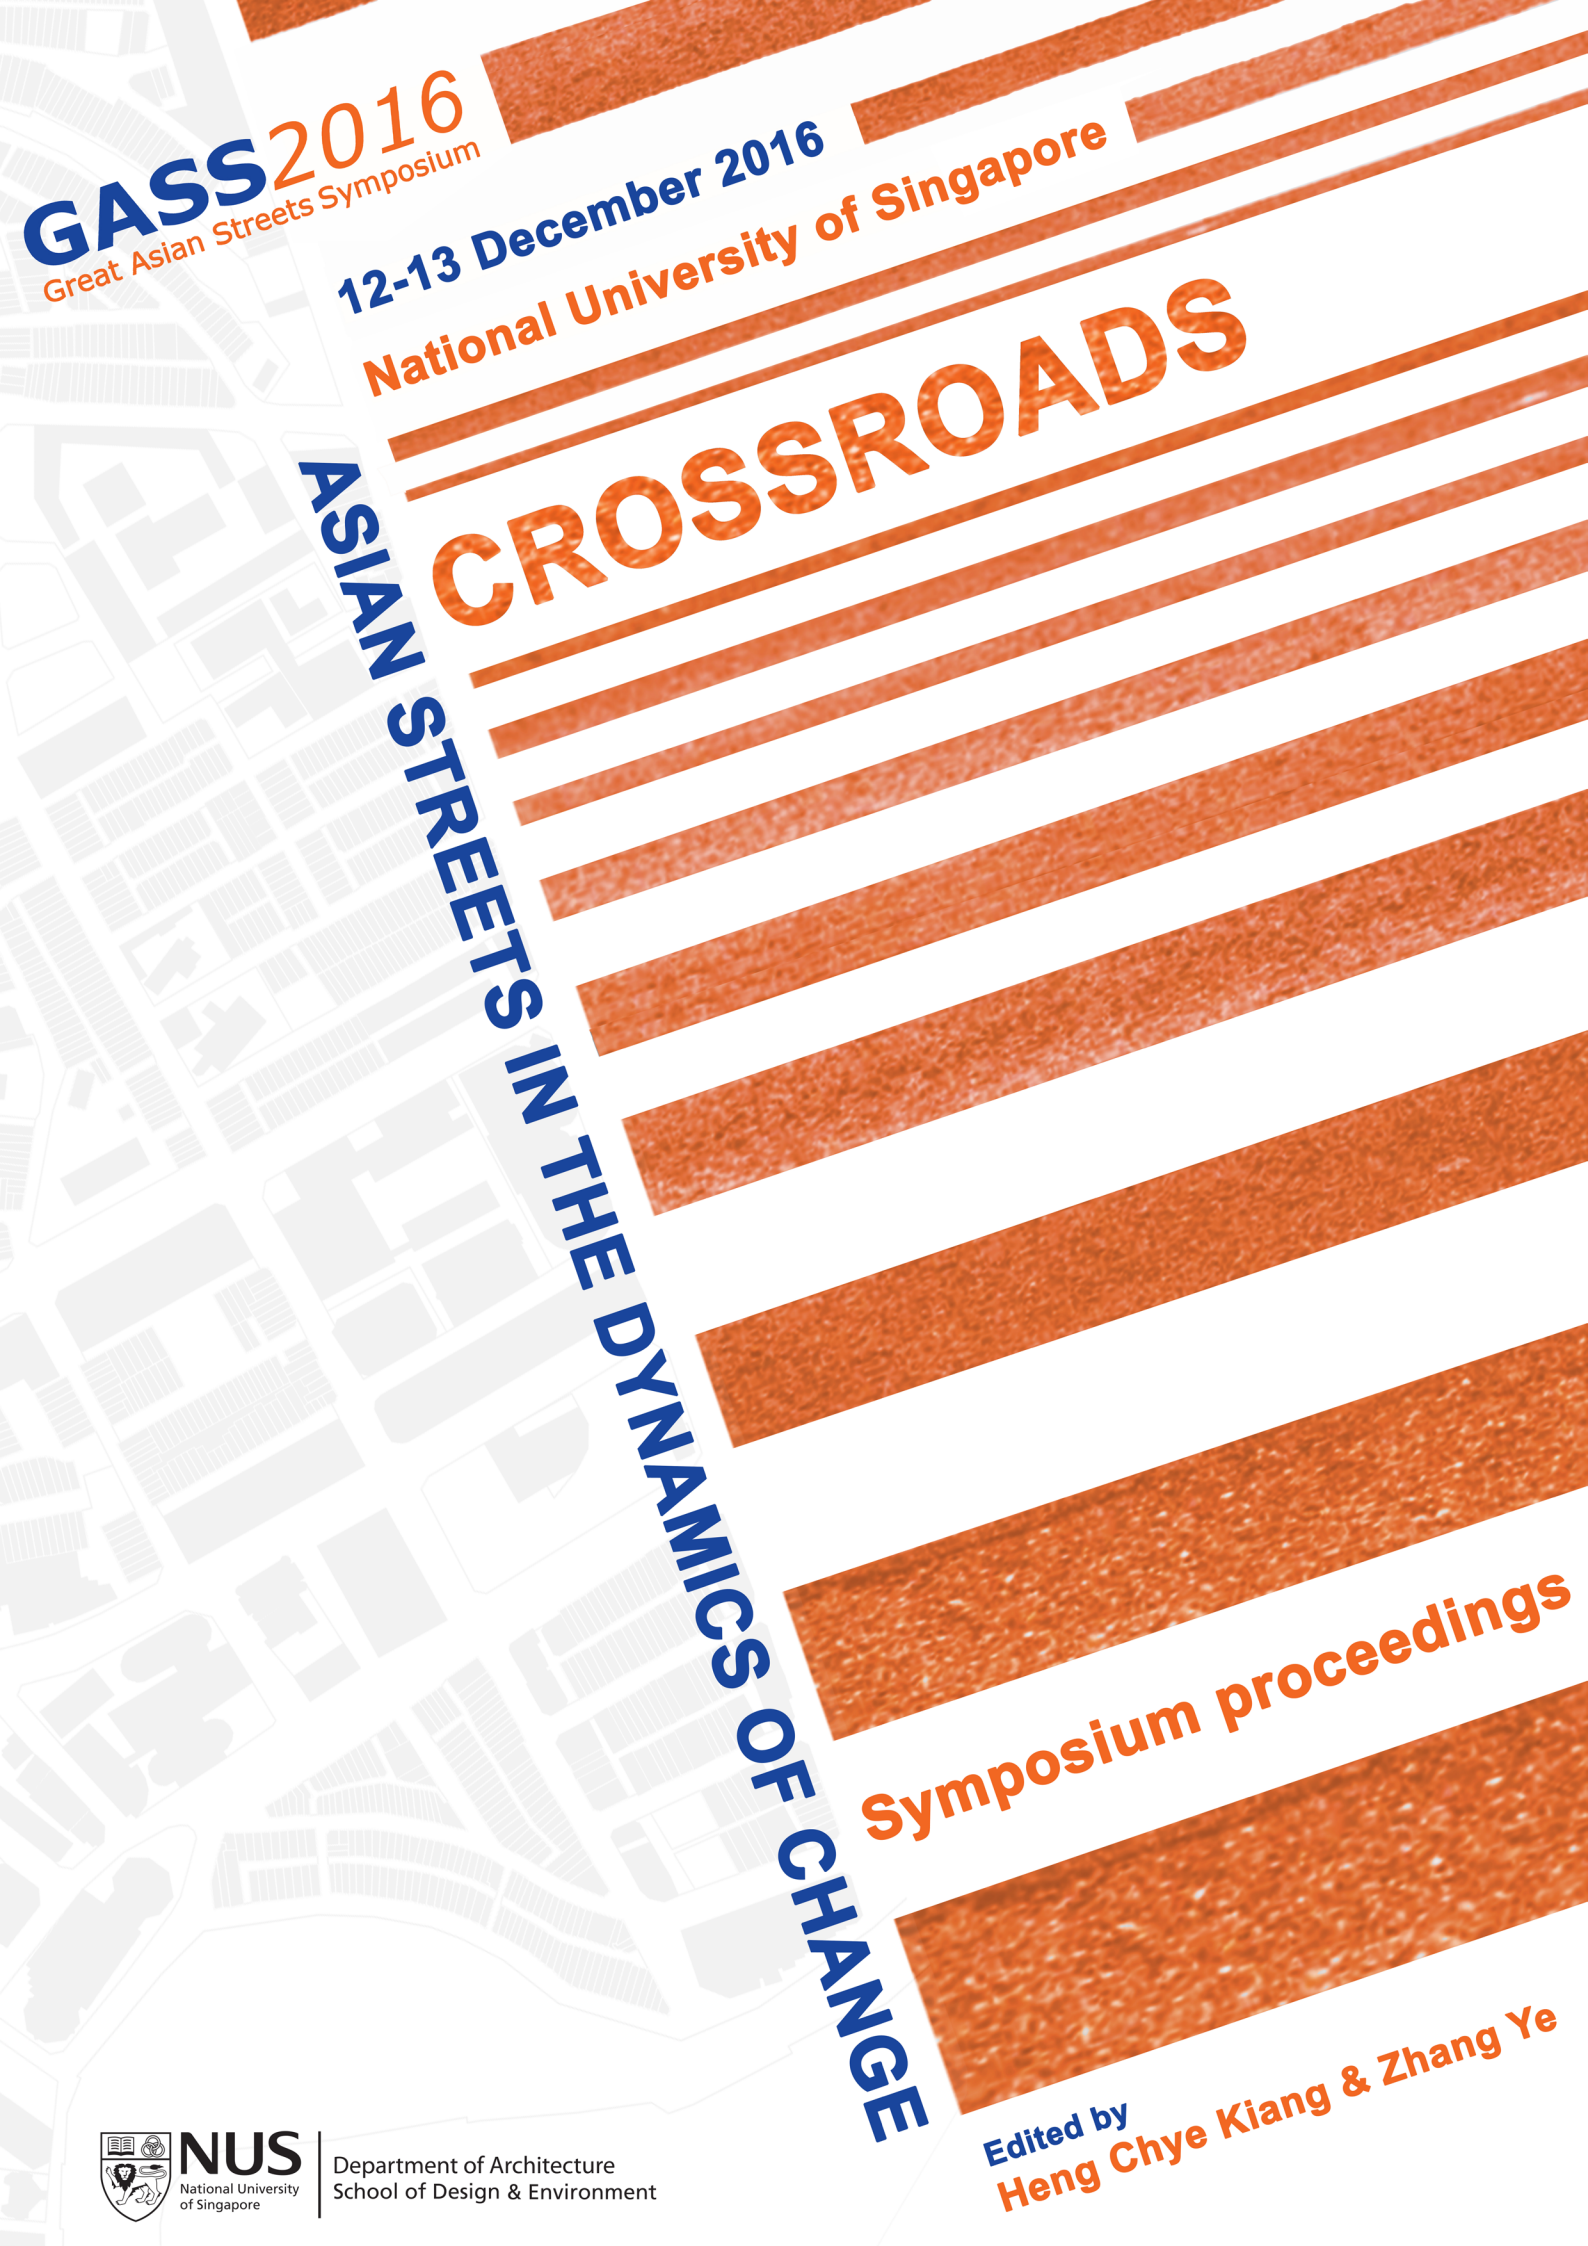 GASS2016
Great Asian Streets Symposium
12-13 December 2016
National University of Singapore
CROSSROADS
ASIAN STREETS IN THE DYNAMICS OF CHANGE
Symposium proceedings
Edited by
Heng Chye Kiang & Zhang Ye
NUS
National University
of Singapore
Department of Architecture
School of Design & Environment